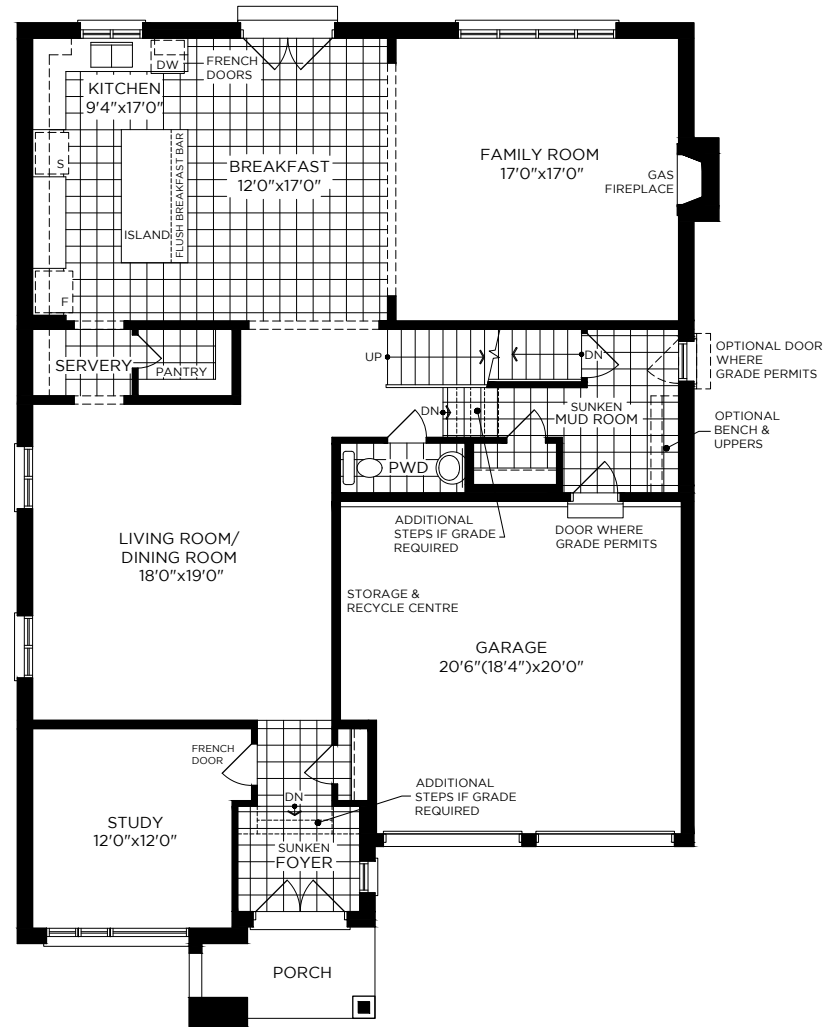 DW
FRENCH
DOORS
KITCHEN
9'4"x17'0"
S
BREAKFAST
12'0"x17'0"
FLUSH BREAKFAST BAR
ISLAND
F
FAMILY ROOM
17'0"x17'0"
GAS
FIREPLACE
SERVERY
PANTRY
UP
DN
OPTIONAL DOOR
WHERE
GRADE PERMITS
DN
SUNKEN
MUD ROOM
OPTIONAL
BENCH &
UPPERS
PWD
ADDITIONAL
STEPS IF GRADE
REQUIRED
DOOR WHERE
GRADE PERMITS
LIVING ROOM/
DINING ROOM
18'0"x19'0"
STORAGE &
RECYCLE CENTRE
GARAGE
20'6"(18'4")x20'0"
FRENCH
DOOR
DN
ADDITIONAL
STEPS IF GRADE
REQUIRED
STUDY
12'0"x12'0"
SUNKEN
FOYER
PORCH